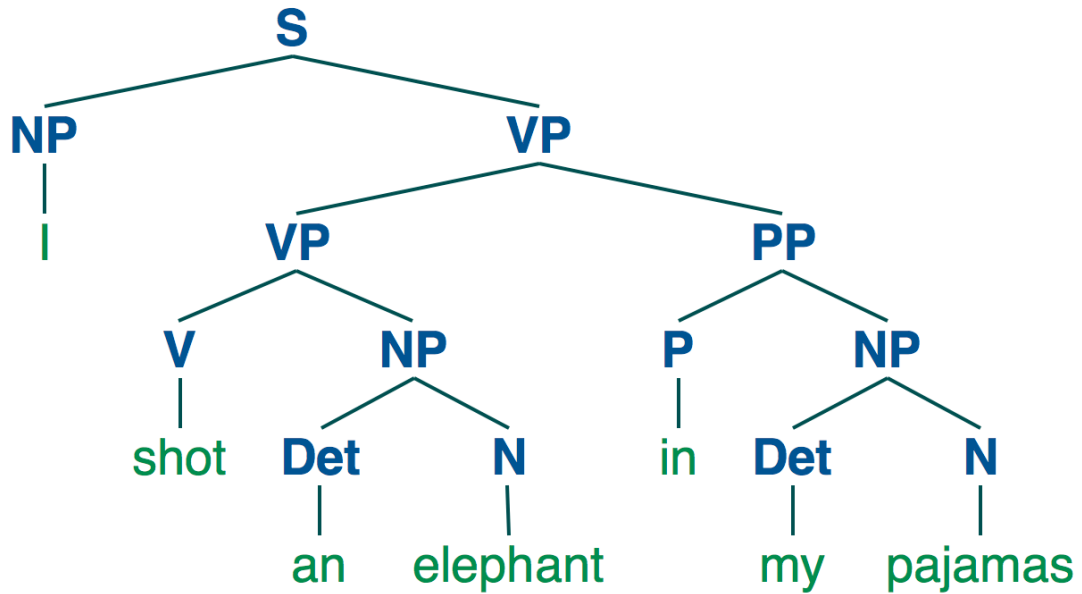 S
NP VP
I VP PP
V NP P NP
shot Det N in Det N
an elephant my pajamas